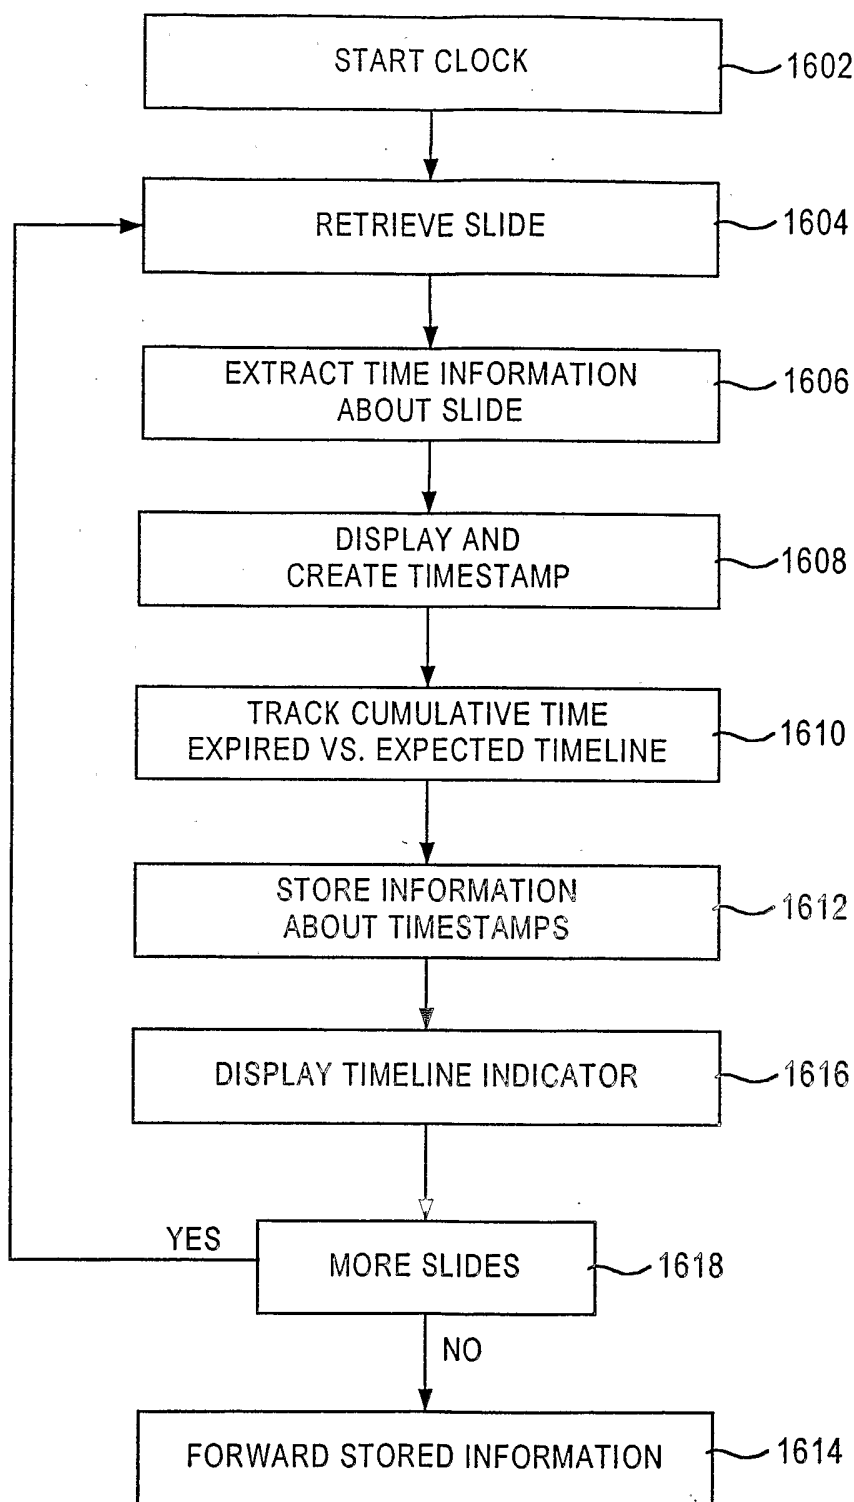 START CLOCK
1602
RETRIEVE SLIDE
1604
EXTRACT TIME INFORMATION
ABOUT SLIDE
1606
DISPLAY AND
CREATE TIMESTAMP
1608
TRACK CUMULATIVE TIME
EXPIRED VS. EXPECTED TIMELINE
1610
STORE INFORMATION
ABOUT TIMESTAMPS
1612
DISPLAY TIMELINE INDICATOR
1616
YES
MORE SLIDES
1618
NO
FORWARD STORED INFORMATION
1614